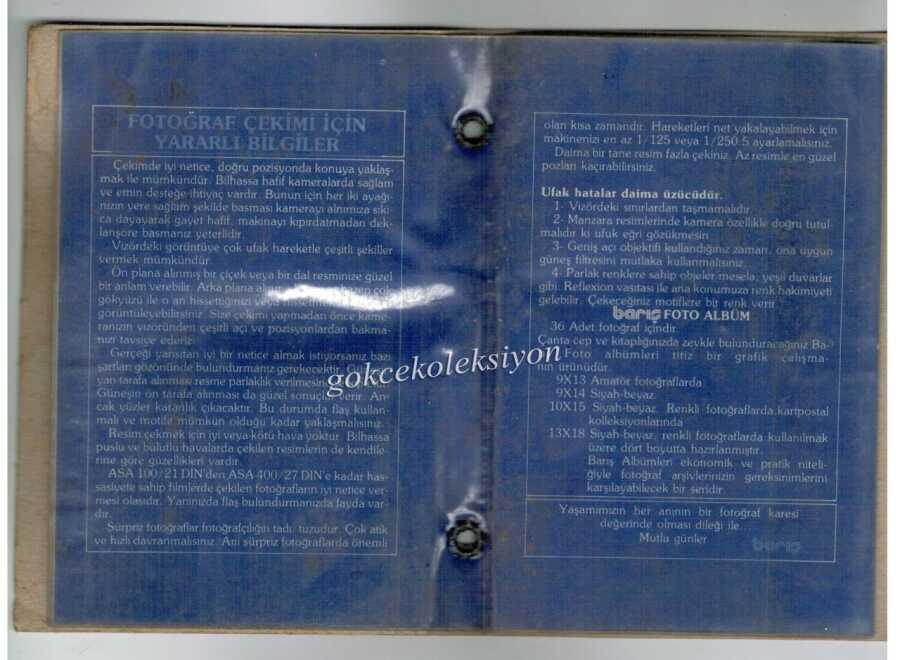 FOTOĞRAF ÇEKİMİ İÇİN
YARARLI BİLGİLER
Çekimde iyi netice, doğru pozisyonda konuya yaklaş-
mak ile mümkündür. Bilhassa hafif kameralarda sağlam
ve emin desteğe ihtiyaç vardır. Bunun için her iki ayağı-
nızın yere sağlam şekilde basması kamerayı alnınıza sıkı-
ca dayayarak gayet hafif, makinayı kıpırdatmadan dek-
lanşöre basmanız yeterlidir.
Vizördeki görüntüye çok ufak hareketle çeşitli şekiller
vermek mümkündür.
Ön plana alınmış bir çiçek veya bir dal resminize güzel
bir anlam verebilir. Arka plana çok
gökyüzü ile o an hissettiğinizi veya
görüntüleyebilirsiniz. Size çekimi yapmadan önce kame-
ranızın vizöründen çeşitli açı ve pozisyonlardan bakma-
nızı tavsiye ederiz.
Gerçeği yansıtan iyi bir netice almak istiyorsanız bazı
şartları gözönünde bulundurmanız gerekecektir.
yan tarafa alınması resme parlaklık verilmesini
Güneşin ön tarafa alınması da güzel sonuçlar verir. An-
cak yüzler karanlık çıkacaktır. Bu durumda flaş kullan-
malı ve motife mümkün olduğu kadar yaklaşmalısınız.
Resim çekmek için iyi veya kötü hava yoktur. Bilhassa
puslu ve bulutlu havalarda çekilen resimlerin de kendile-
rine göre güzellikleri vardır.
ASA 100/21 DIN'den ASA 400/27 DIN'e kadar has-
sasiyete sahip filmlerde çekilen fotoğrafların iyi netice ver-
mesi olasıdır. Yanınızda flaş bulundurmanızda fayda var-
dır.
Sürpriz fotoğraflar fotoğrafçılığın tadı, tuzudur. Çok atik
ve hızlı davranmalısınız. Ani sürpriz fotoğraflarda önemli
olan kısa zamandır. Hareketleri net yakalayabilmek için
makinenizi en az 1/125 veya 1/250.5 ayarlamalısınız.
Daima bir tane resim fazla çekiniz. Az resimle en güzel
pozları kaçırabilirsiniz.
Ufak hatalar daima üzücüdür.
1- Vizördeki sınırlardan taşmamalıdır.
2- Manzara resimlerinde kamera özellikle doğru tutul-
malıdır ki ufuk eğri gözükmesin.
3- Geniş açı objektifi kullandığınız zaman, ona uygun
güneş filtresini mutlaka kullanmalısınız.
4- Parlak renklere sahip objeler mesela, yeşil duvarlar
gibi. Reflexion vasıtası ile ana konumuza renk hakimiyeti
gelebilir. Çekeceğiniz motiflere bir renk verir.
barış FOTO ALBÜM
36 Adet fotoğraf içindir.
Çanta cep ve kitaplığınızda zevkle bulunduracağınız Ba-
Foto albümleri titiz bir grafik çalışma-
nın ürünüdür.
9X13 Amatör fotoğraflarda
9X14 Siyah-beyaz.
10X15 Siyah-beyaz. Renkli fotoğraflarda,kartpostal
kolleksiyonlarında
13X18 Siyah-beyaz, renkli fotoğraflarda kullanılmak
üzere dört boyutta hazırlanmıştır.
Barış Albümleri ekonomik ve pratik niteli-
ğiyle fotoğraf arşivlerinizin gereksinimlerini
karşılayabilecek bir seridir.
Yaşamımızın her anının bir fotoğraf karesi
değerinde olması dileği ile...
Mutlu günler
barış
gokcekoleksiyon